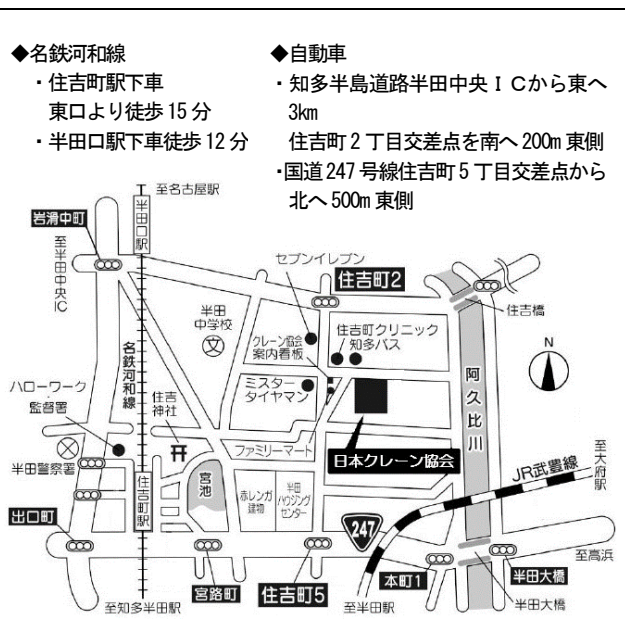 ◆名鉄河和線
・住吉町駅下車
東口より徒歩15分
・半田口駅下車徒歩12分
◆自動車
・知多半島道路半田中央ICから東へ
3km
住吉町2丁目交差点を南へ200m東側
・国道247号線住吉町5丁目交差点から
北へ500m東側
至名古屋駅
半田口駅
岩滑中町
至半田中央IC
セブンイレブン
住吉町2
住吉橋
半田
中学校
文
クレーン協会
案内看板
住吉町クリニック
知多バス
N
名鉄河和線
ハローワーク
監督署
住吉
神社
ミスター
タイヤマン
阿久比川
ファミリーマート
日本クレーン協会
半田警察署
住吉町駅
宮池
赤レンガ
建物
半田
ハウジング
センター
JR武豊線
至大府駅
出口町
247
宮路町
住吉町5
本町1
半田大橋
至高浜
至知多半田駅
至半田駅
半田大橋